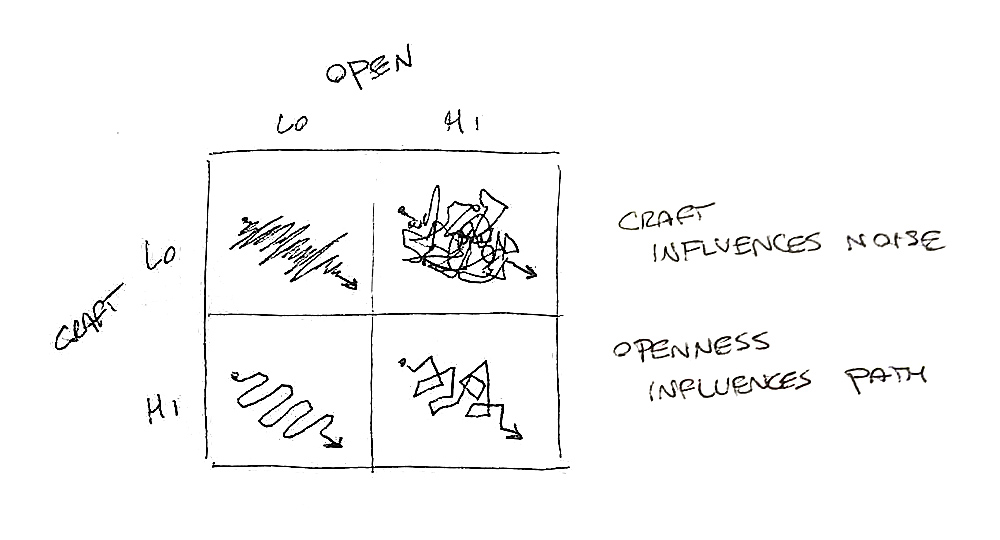 OPEN
LO HI
LO
CRAFT
HI
CRAFT
INFLUENCES NOISE
OPENNESS
INFLUENCES PATH